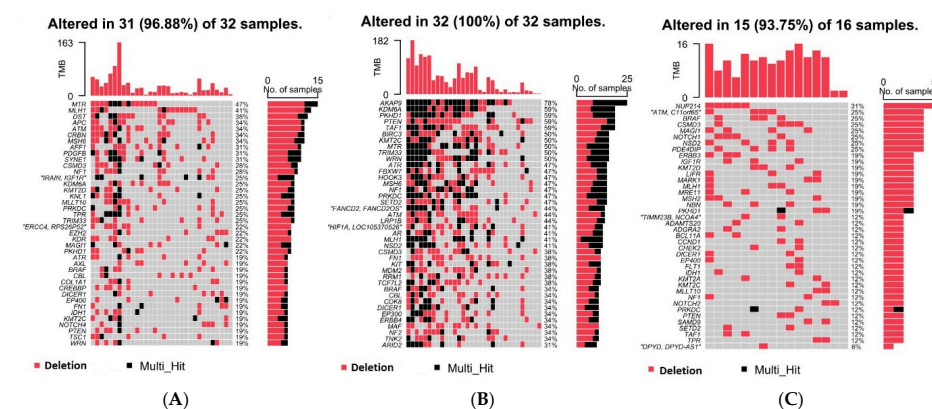 Altered in 31 (96.88%) of 32 samples.
163
TMB
0
No. of samples
0
15
MTR 47%
MLH1 41%
DST 38%
APC 34%
ATM 34%
CRBN 34%
MSH6 34%
AFF1 31%
PDGFB 31%
SYNE1 31%
CSMD3 28%
NF1 28%
"IRAN, IGF1R" 25%
KDM6A 25%
KMT2D 25%
KNL1 25%
MLLT10 25%
PRKDC 25%
TPR 25%
TRIM33 25%
"ERCC4, RPS26P52" 22%
EZH2 22%
KDR 22%
MAGI1 22%
PKHD1 22%
ATR 19%
AXL 19%
BRAF 19%
CBL 19%
COL1A1 19%
CREBBP 19%
DICER1 19%
EP400 19%
FN1 19%
IDH1 19%
KMT2C 19%
NOTCH4 19%
PTEN 19%
TSC1 19%
WRN 19%
Deletion
Multi_Hit
(A)
Altered in 32 (100%) of 32 samples.
182
TMB
0
No. of samples
0
25
AKAP9 78%
KDM6A 59%
PKHD1 59%
PTEN 59%
TAF1 59%
BIRC3 50%
KMT2C 50%
MTR 50%
TRIM33 50%
WRN 50%
ATR 47%
FBXW7 47%
HOOK3 47%
MSH6 47%
NF1 47%
PRKDC 47%
SETD2 47%
"FANCD2, FANCD2OS" 44%
ATM 44%
LRP1B 44%
"HIF1A, LOC105370526" 41%
AR 41%
MLH1 41%
NSD2 41%
CSMD3 38%
FN1 38%
KIT 38%
MDM2 38%
RRM1 38%
TCF7L2 38%
BRAF 34%
CBL 34%
CDK8 34%
DICER1 34%
EP300 34%
ERBB4 34%
MAF 34%
NF2 34%
TNK2 34%
ARID2 31%
Deletion
Multi_Hit
(B)
Altered in 15 (93.75%) of 16 samples.
16
TMB
0
No. of samples
0
NUP214 31%
"ATM, C11orf65" 25%
BRAF 25%
CSMD3 25%
MAGI1 25%
NOTCH1 25%
NSD2 25%
PDE4DIP 25%
ERBB3 19%
IGF1R 19%
KMT2D 19%
LIFR 19%
MARK1 19%
MLH1 19%
MRE11 19%
MSH2 19%
NBN 19%
PKHD1 19%
"TIMM23B, NCOA4" 12%
ADAMTS20 12%
ADGRA2 12%
BCL11A 12%
CCND1 12%
CHEK2 12%
DICER1 12%
EP400 12%
FLT1 12%
IDH1 12%
KMT2A 12%
KMT2C 12%
MLLT10 12%
NF1 12%
NOTCH2 12%
PRKDC 12%
PTEN 12%
SAMD9 12%
SETD2 12%
TAF1 12%
TPR 12%
"DPYD, DPYD-AS1" 6%
Deletion
Multi_Hit
(C)